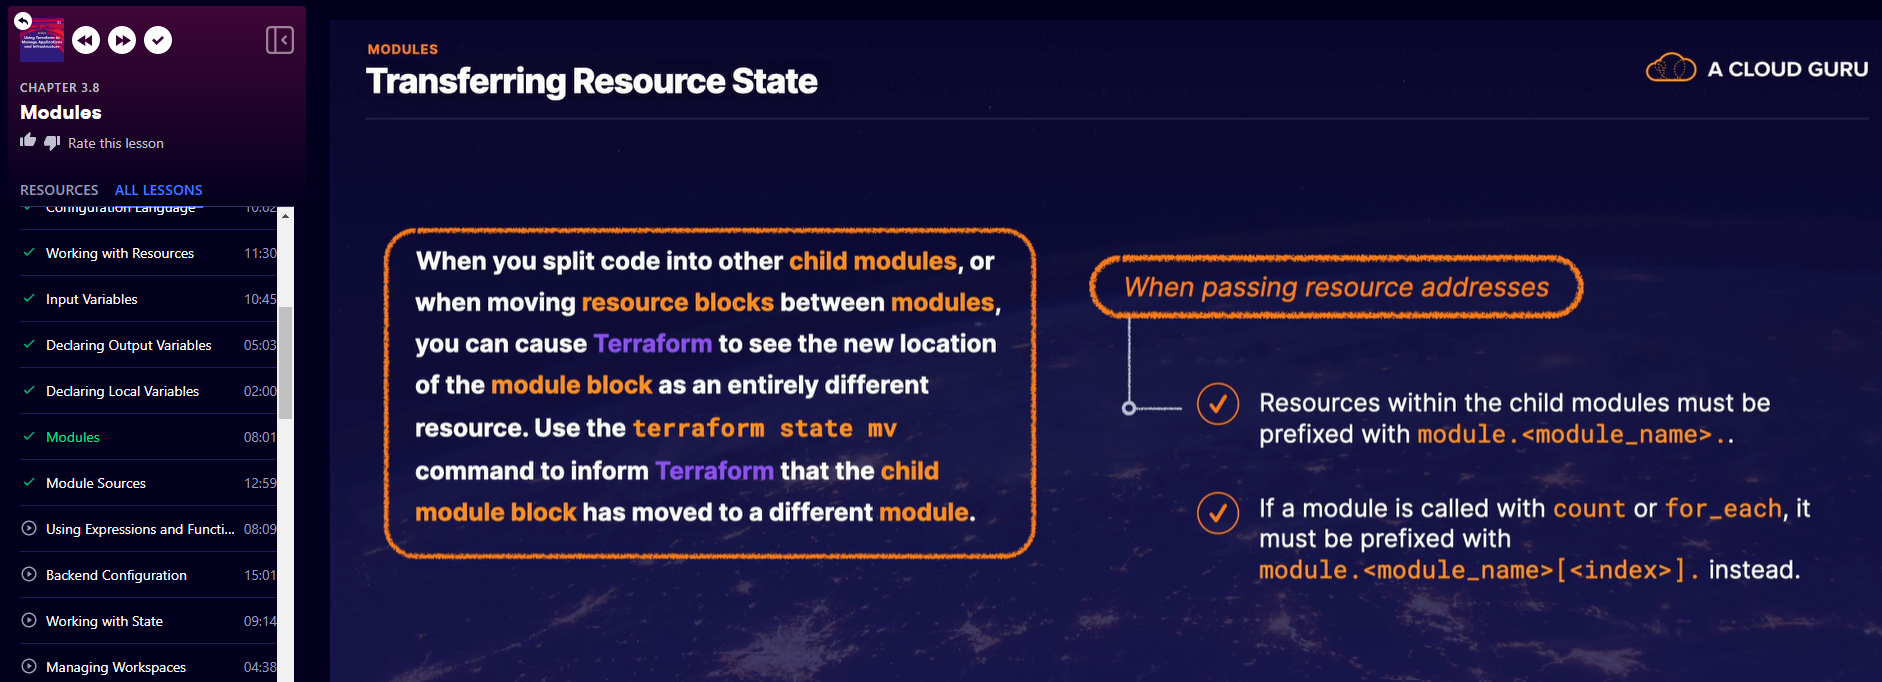 Using Terraform to
Manage Applications
and Infrastructure
CHAPTER 3.8
Modules
Rate this lesson
RESOURCES ALL LESSONS
Configuration Language 10:02
Working with Resources 11:30
Input Variables 10:45
Declaring Output Variables 05:03
Declaring Local Variables 02:00
Modules 08:01
Module Sources 12:59
Using Expressions and Functi... 08:09
Backend Configuration 15:01
Working with State 09:14
Managing Workspaces 04:38
MODULES
Transferring Resource State
A CLOUD GURU
When you split code into other child modules, or
when moving resource blocks between modules,
you can cause Terraform to see the new location
of the module block as an entirely different
resource. Use the terraform state mv
command to inform Terraform that the child
module block has moved to a different module.
When passing resource addresses
Resources within the child modules must be
prefixed with module.<module_name>..
If a module is called with count or for_each, it
must be prefixed with
module.<module_name>[<index>]. instead.